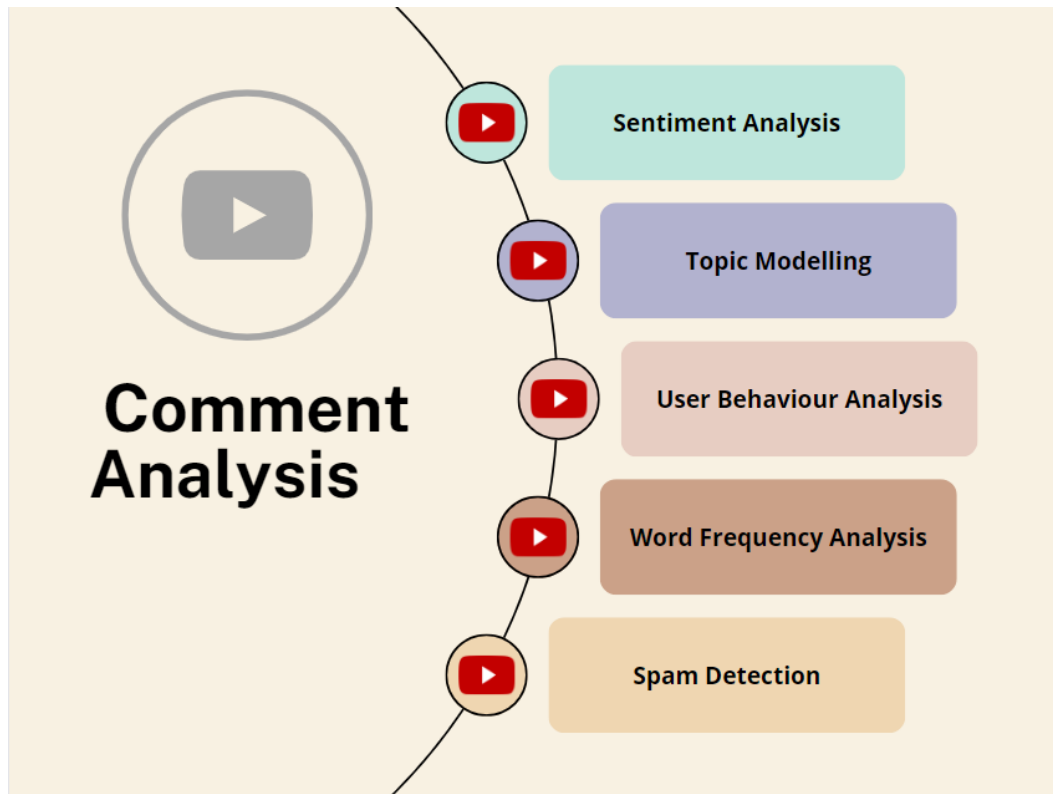 Comment
Analysis
Sentiment Analysis
Topic Modelling
User Behaviour Analysis
Word Frequency Analysis
Spam Detection